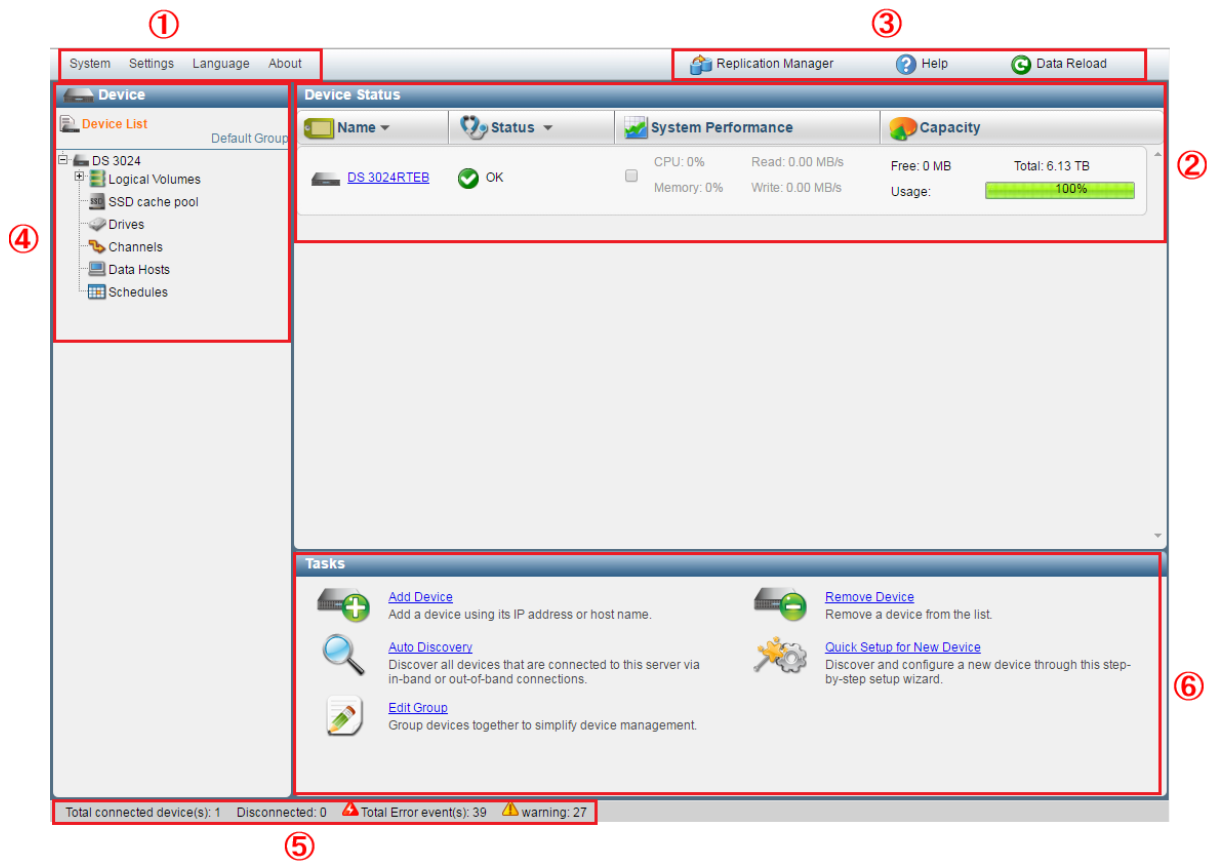 ①
③
System Settings Language About
Replication Manager Help Data Reload
Device
Device List
Default Group
DS 3024
Logical Volumes
SSD cache pool
Drives
Channels
Data Hosts
Schedules
④
Device Status
Name Status System Performance Capacity
DS 3024RTEB OK
CPU: 0% Read: 0.00 MB/s
Memory: 0% Write: 0.00 MB/s
Free: 0 MB Total: 6.13 TB
Usage: 100%
②
Tasks
Add Device
Add a device using its IP address or host name.
Auto Discovery
Discover all devices that are connected to this server via
in-band or out-of-band connections.
Edit Group
Group devices together to simplify device management.
Remove Device
Remove a device from the list.
Quick Setup for New Device
Discover and configure a new device through this step-
by-step setup wizard.
⑥
Total connected device(s): 1 Disconnected: 0 Total Error event(s): 39 warning: 27
⑤